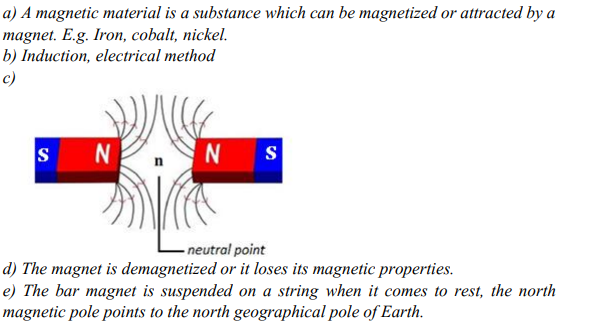 a) A magnetic material is a substance which can be magnetized or attracted by a
magnet. E.g. Iron, cobalt, nickel.
b) Induction, electrical method
c)
S N n N S
neutral point
d) The magnet is demagnetized or it loses its magnetic properties.
e) The bar magnet is suspended on a string when it comes to rest, the north
magnetic pole points to the north geographical pole of Earth.